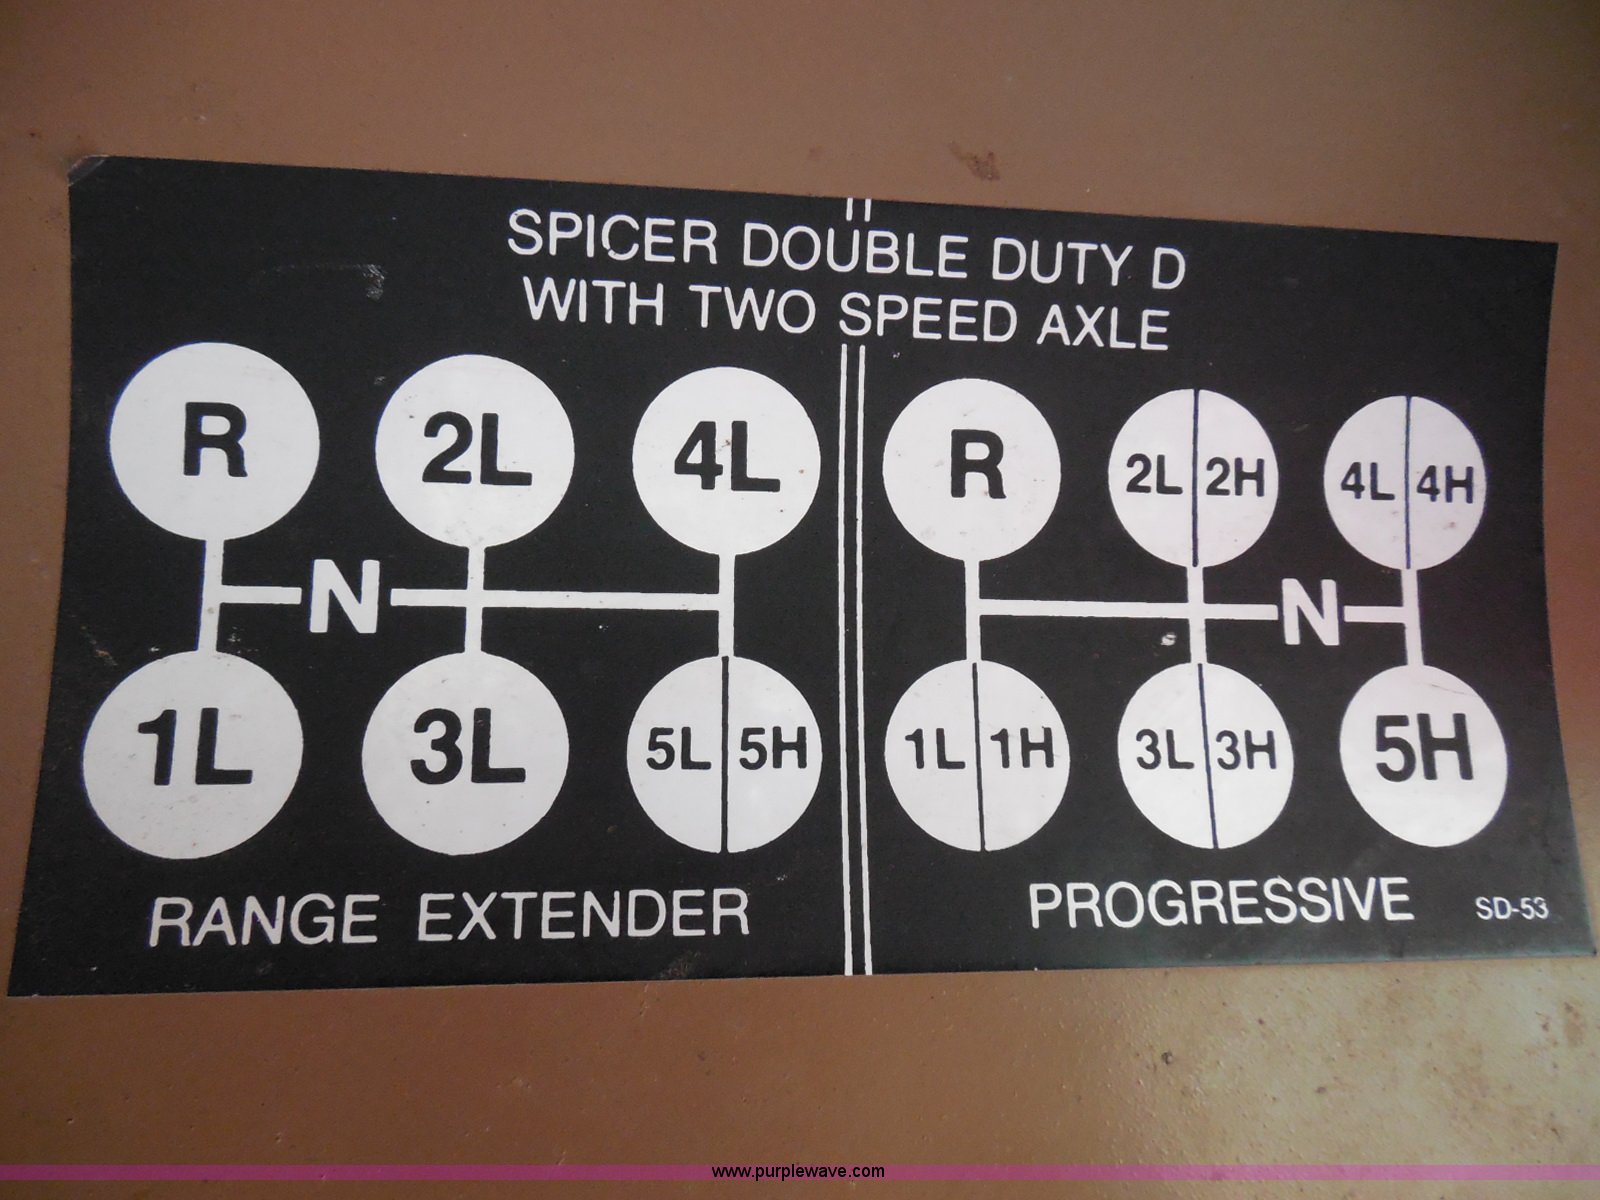 SPICER DOUBLE DUTY D
WITH TWO SPEED AXLE
R 2L 4L
N
1L 3L 5L 5H
RANGE EXTENDER
R 2L 2H 4L 4H
N
1L 1H 3L 3H 5H
PROGRESSIVE
SD-53
www.purplewave.com